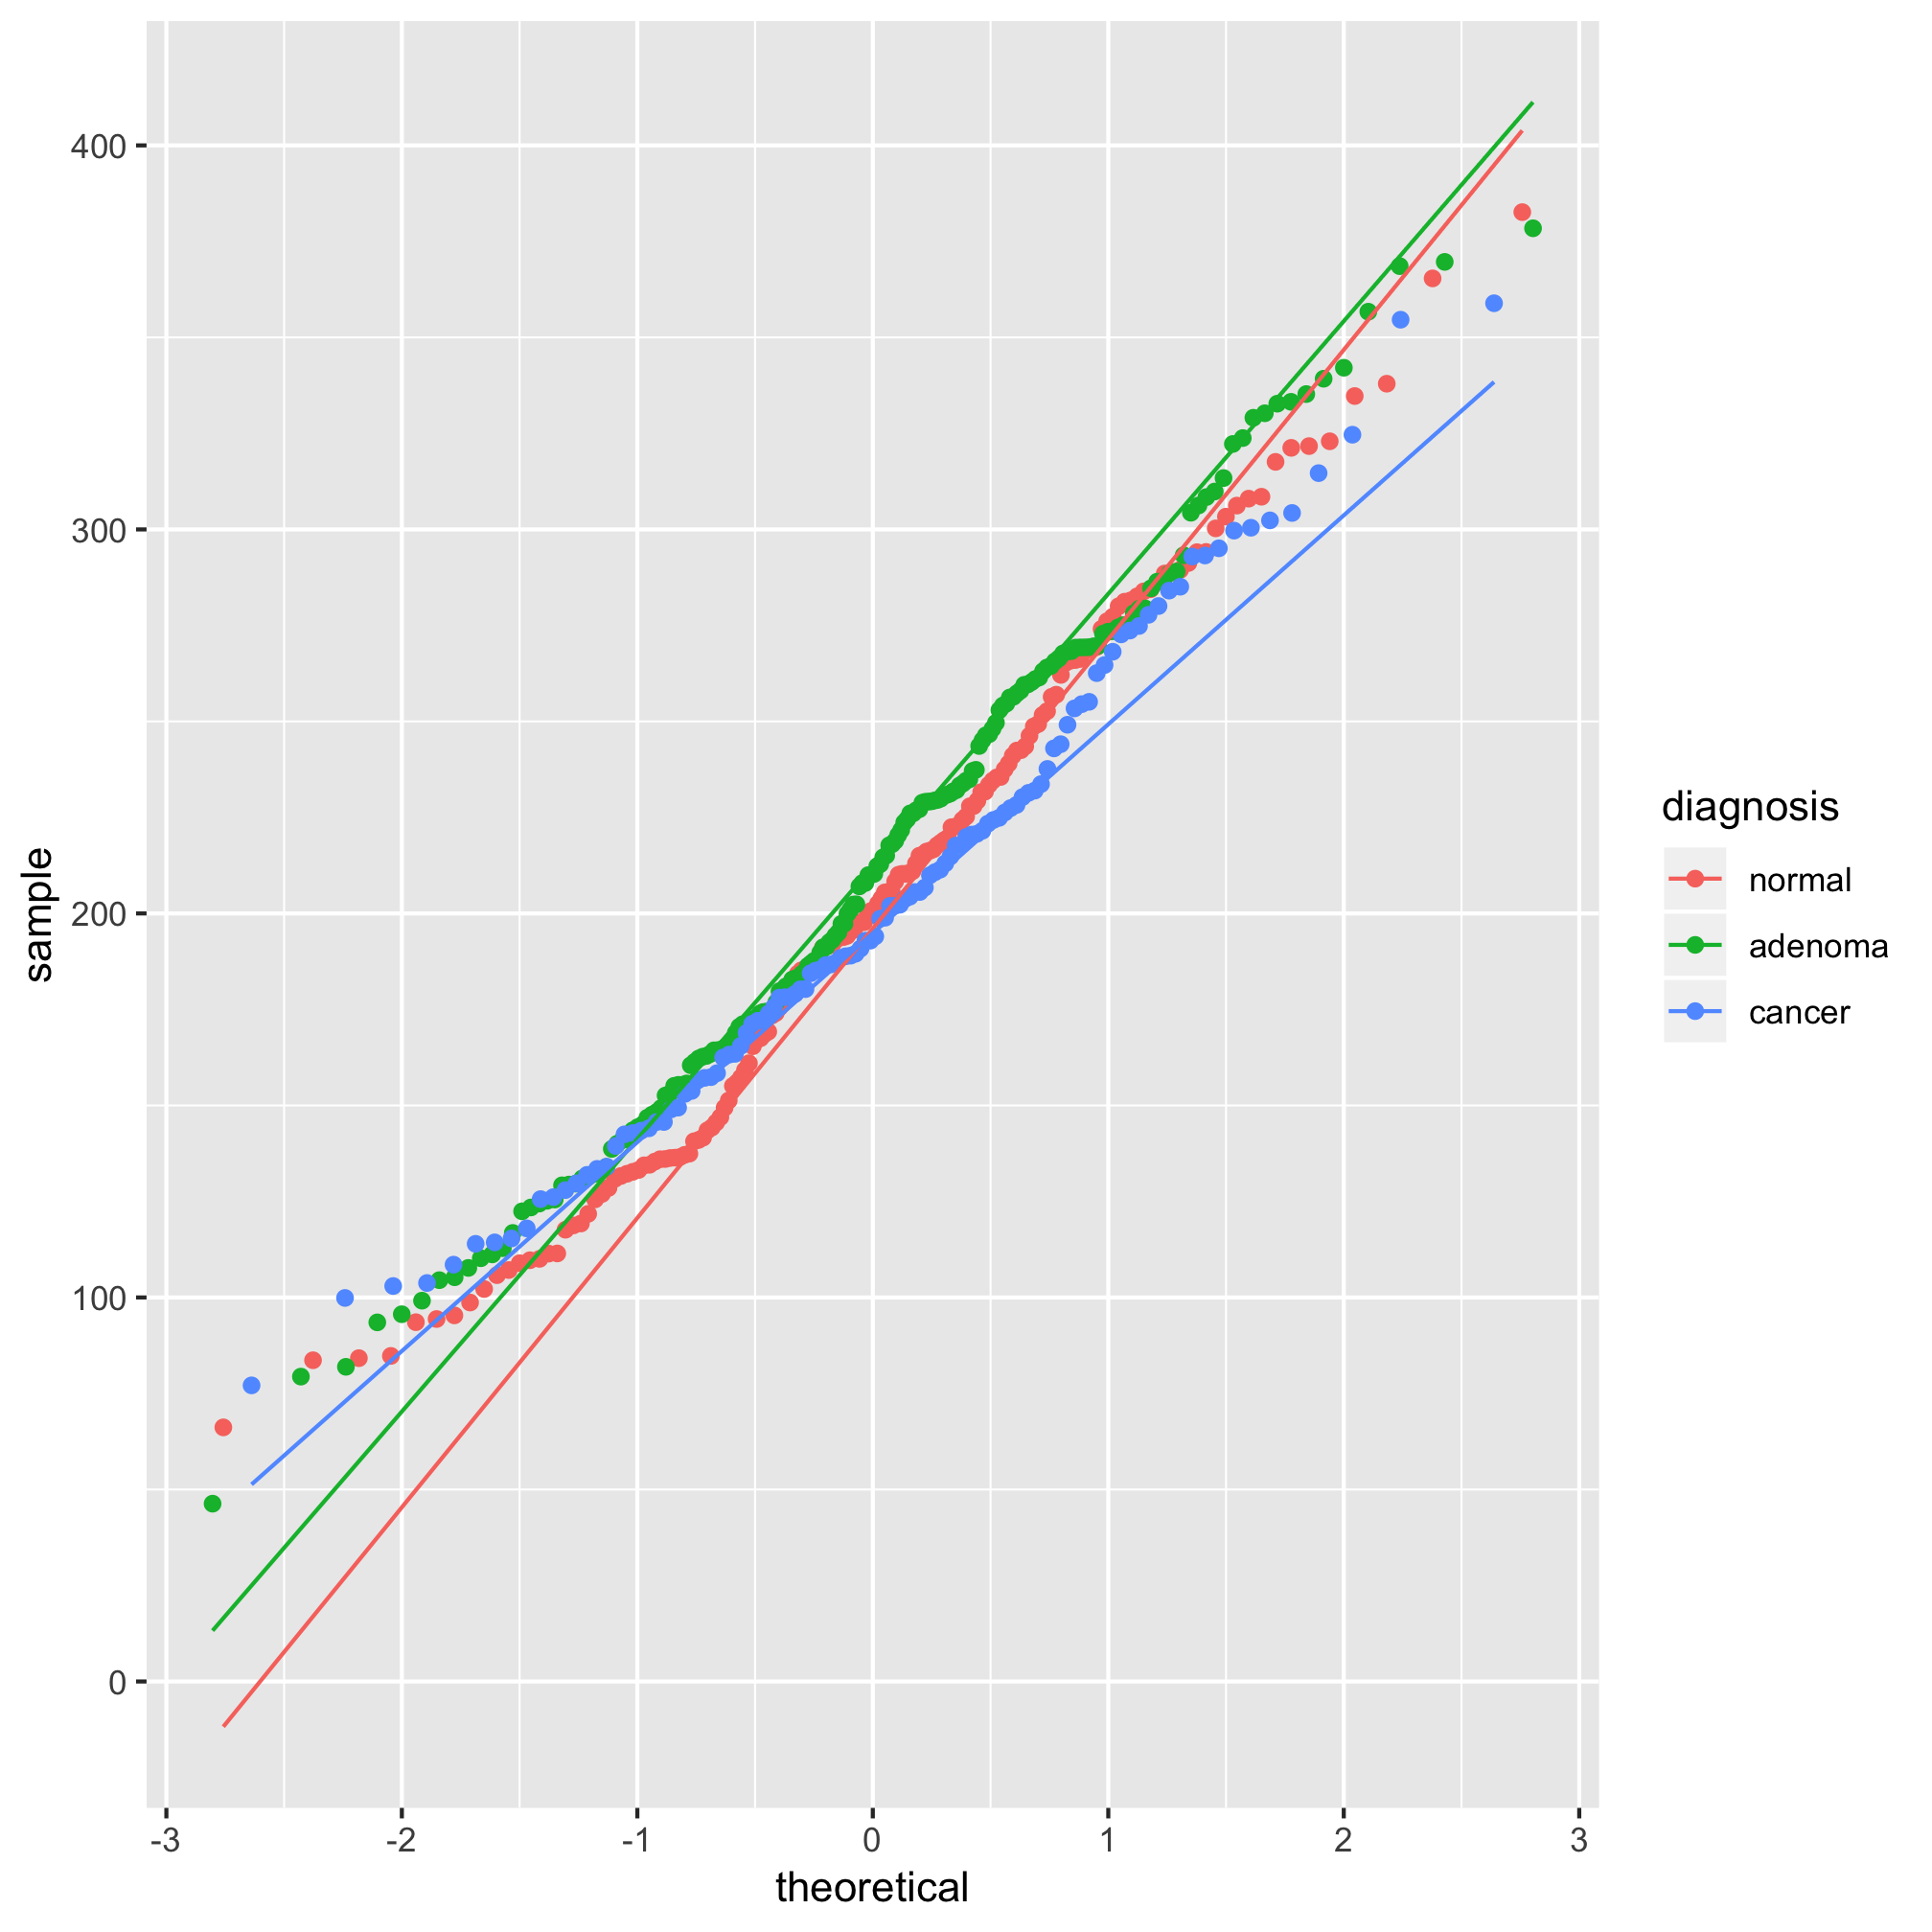 400
300
200
100
0
sample
-3 -2 -1 0 1 2 3
theoretical
diagnosis
normal
adenoma
cancer